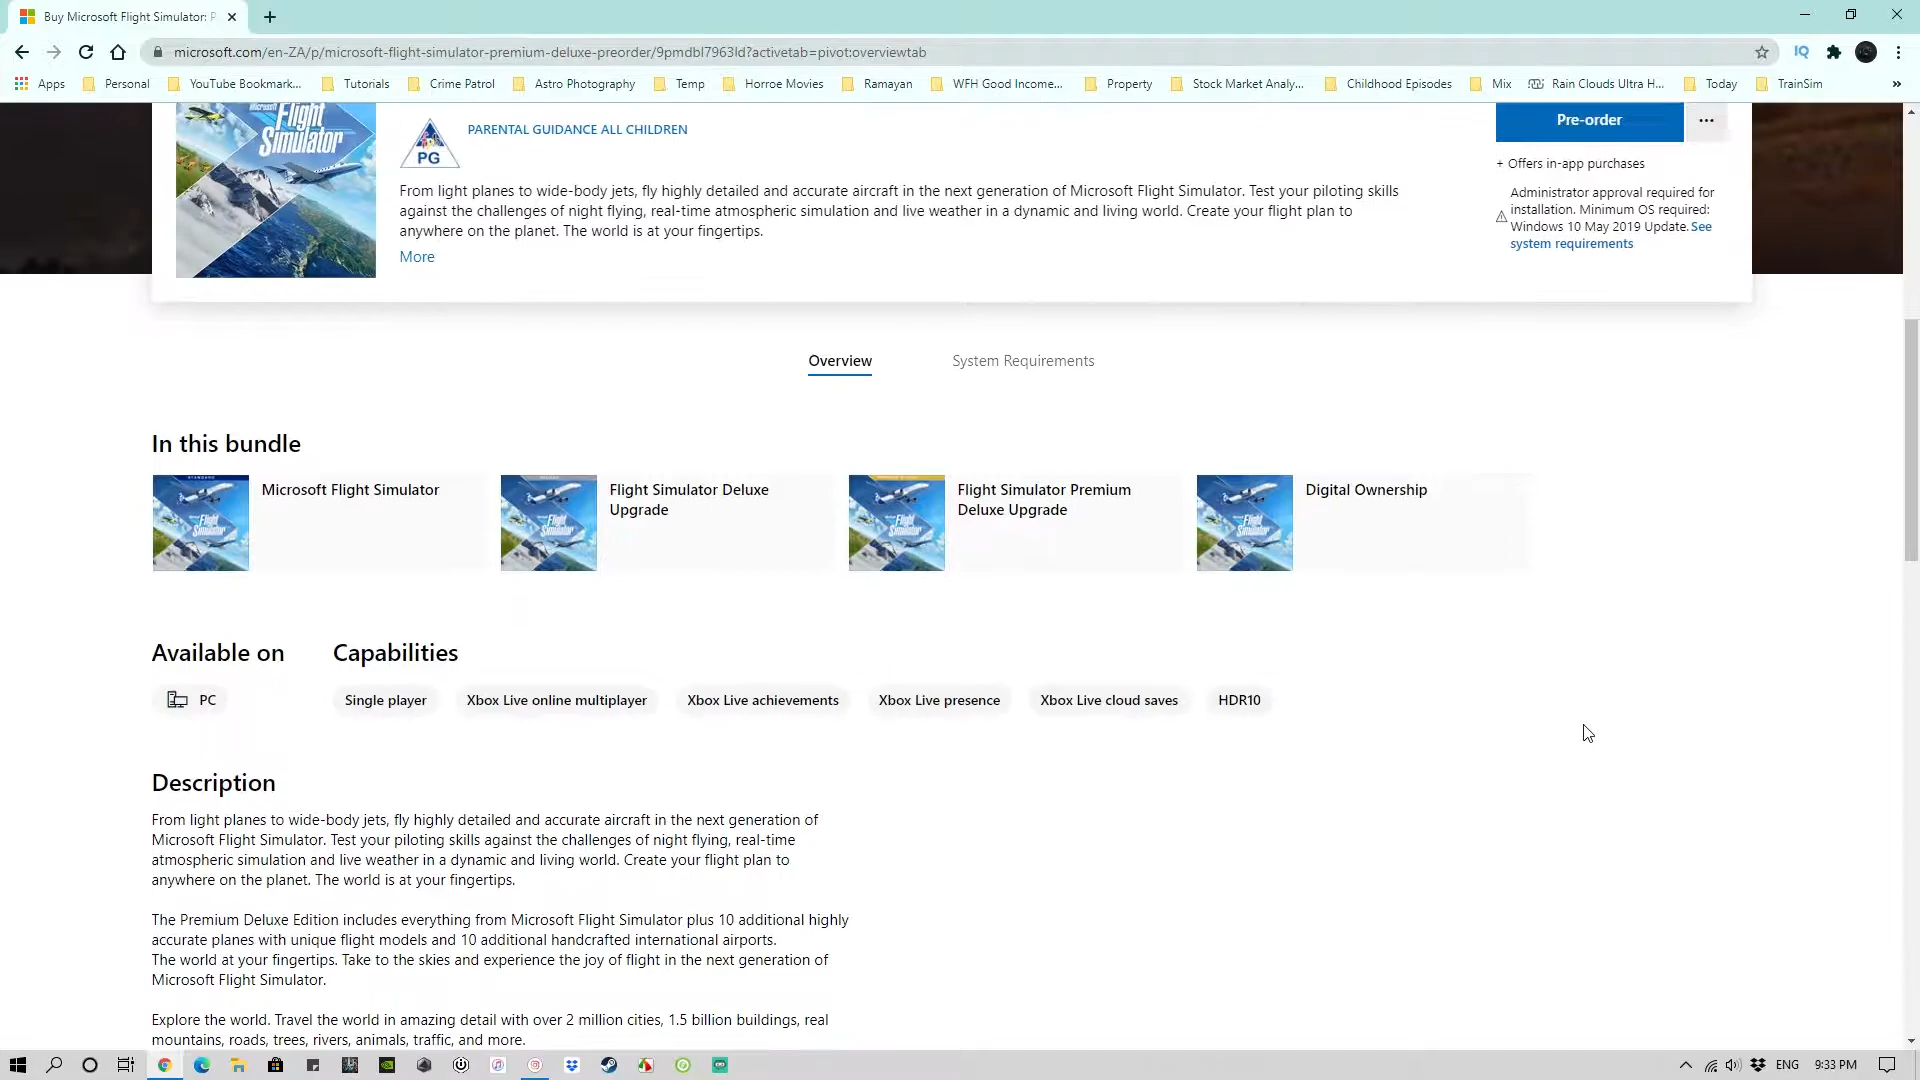 Buy Microsoft Flight Simulator: P
microsoft.com/en-ZA/p/microsoft-flight-simulator-premium-deluxe-preorder/9pmdbl7963ld?activetab=pivot:overviewtab
Apps Personal YouTube Bookmark... Tutorials Crime Patrol Astro Photography Temp Horroe Movies Ramayan WFH Good Income... Property Stock Market Analy... Childhood Episodes Mix Rain Clouds Ultra H... Today TrainSim »
Microsoft
Flight
Simulator
PG
PARENTAL GUIDANCE ALL CHILDREN
From light planes to wide-body jets, fly highly detailed and accurate aircraft in the next generation of Microsoft Flight Simulator. Test your piloting skills
against the challenges of night flying, real-time atmospheric simulation and live weather in a dynamic and living world. Create your flight plan to
anywhere on the planet. The world is at your fingertips.
More
Pre-order
+ Offers in-app purchases
Administrator approval required for
installation. Minimum OS required:
Windows 10 May 2019 Update. See
system requirements
Overview System Requirements
In this bundle
Microsoft Flight Simulator
Flight Simulator Deluxe
Upgrade
Flight Simulator Premium
Deluxe Upgrade
Digital Ownership
Available on
PC
Capabilities
Single player Xbox Live online multiplayer Xbox Live achievements Xbox Live presence Xbox Live cloud saves HDR10
Description
From light planes to wide-body jets, fly highly detailed and accurate aircraft in the next generation of
Microsoft Flight Simulator. Test your piloting skills against the challenges of night flying, real-time
atmospheric simulation and live weather in a dynamic and living world. Create your flight plan to
anywhere on the planet. The world is at your fingertips.
The Premium Deluxe Edition includes everything from Microsoft Flight Simulator plus 10 additional highly
accurate planes with unique flight models and 10 additional handcrafted international airports.
The world at your fingertips. Take to the skies and experience the joy of flight in the next generation of
Microsoft Flight Simulator.
Explore the world. Travel the world in amazing detail with over 2 million cities, 1.5 billion buildings, real
mountains, roads, trees, rivers, animals, traffic, and more.
ENG 9:33 PM